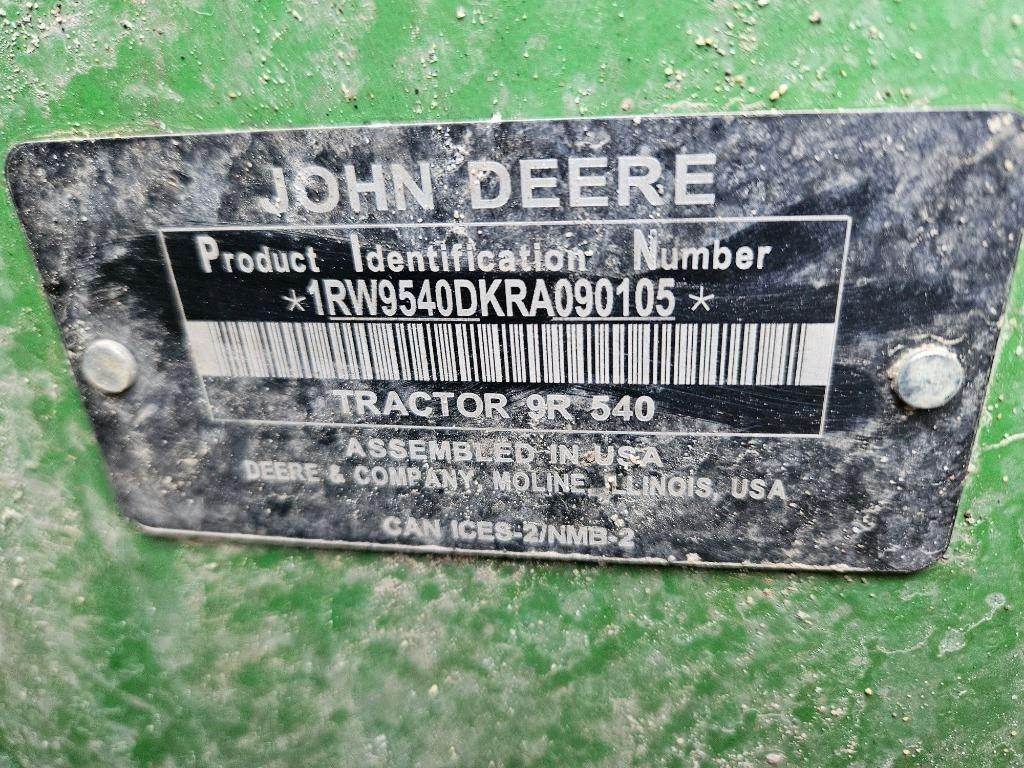 JOHN DEERE
Product Identification Number
*1RW9540DKRA090105*
TRACTOR 9R 540
ASSEMBLED IN USA
DEERE & COMPANY, MOLINE, ILLINOIS, USA
CAN ICES-2/NMB-2